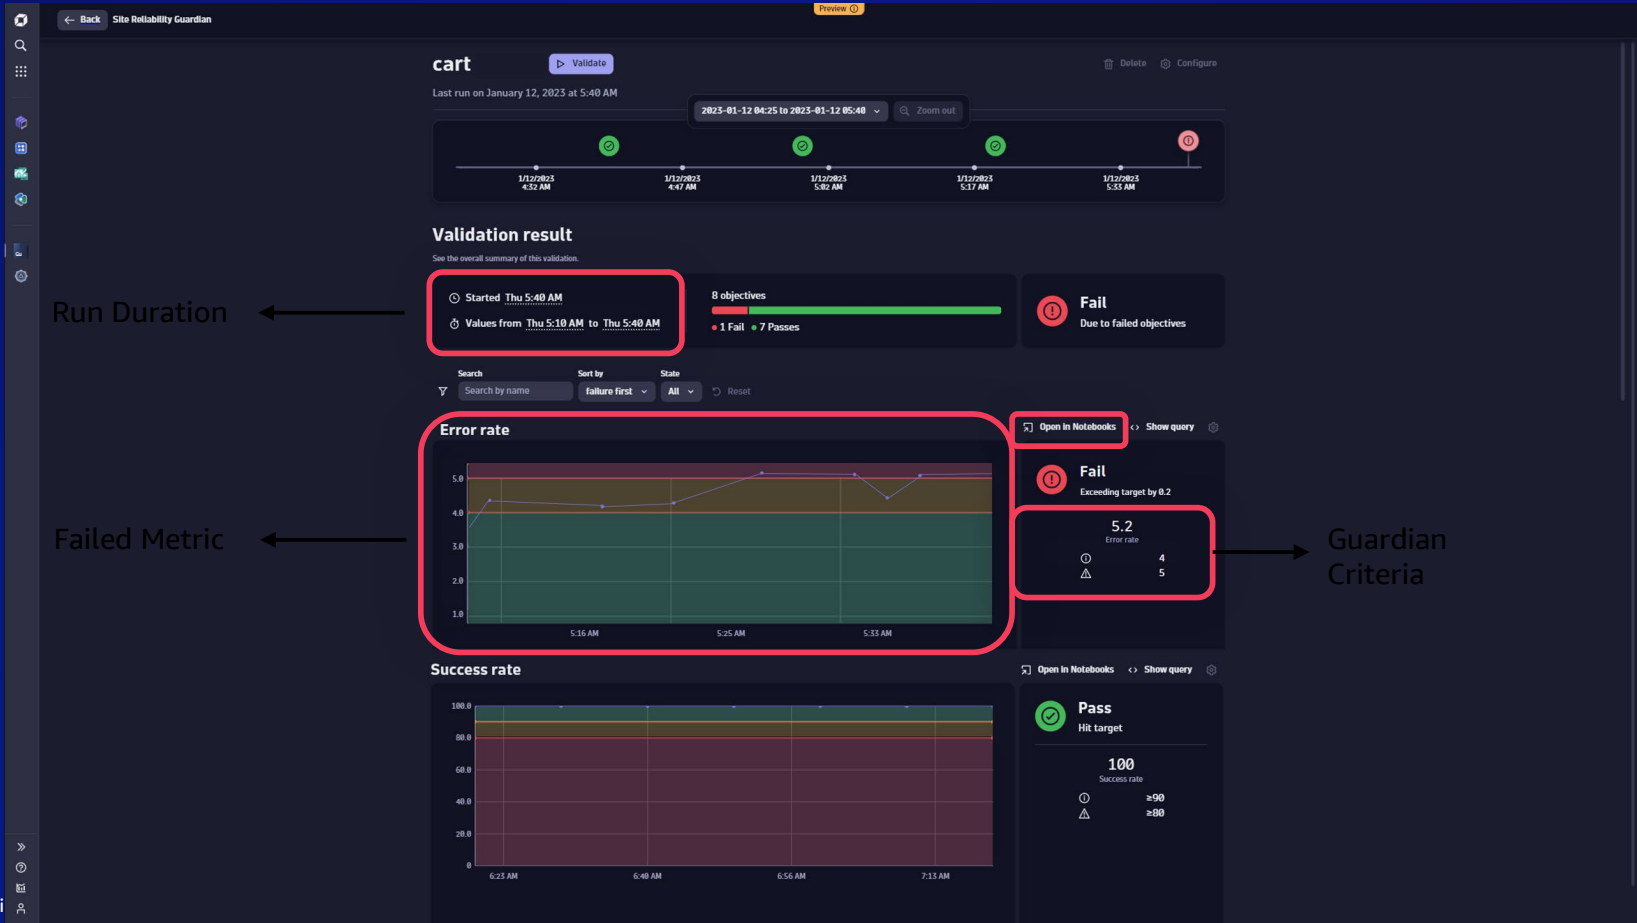 Preview
Back Site Reliability Guardian
cart
Validate
Delete
Configure
Last run on January 12, 2023 at 5:40 AM
2023-01-12 04:25 to 2023-01-12 05:40
Zoom out
1/12/2023
4:32 AM
1/12/2023
4:47 AM
1/12/2023
5:02 AM
1/12/2023
5:17 AM
1/12/2023
5:33 AM
Validation result
See the overall summary of this validation.
Run Duration
Started Thu 5:40 AM
Values from Thu 5:10 AM to Thu 5:40 AM
8 objectives
1 Fail 7 Passes
Fail
Due to failed objectives
Search
Search by name
Sort by
failure first
State
All
Reset
Failed Metric
Error rate
Open in Notebooks
Show query
5.0
4.0
3.0
2.0
1.0
5:16 AM
5:25 AM
5:33 AM
Fail
Exceeding target by 0.2
5.2
Error rate
4
5
Guardian
Criteria
Success rate
Open in Notebooks
Show query
100.0
80.0
60.0
40.0
20.0
0
6:23 AM
6:40 AM
6:56 AM
7:13 AM
Pass
Hit target
100
Success rate
≥90
≥80